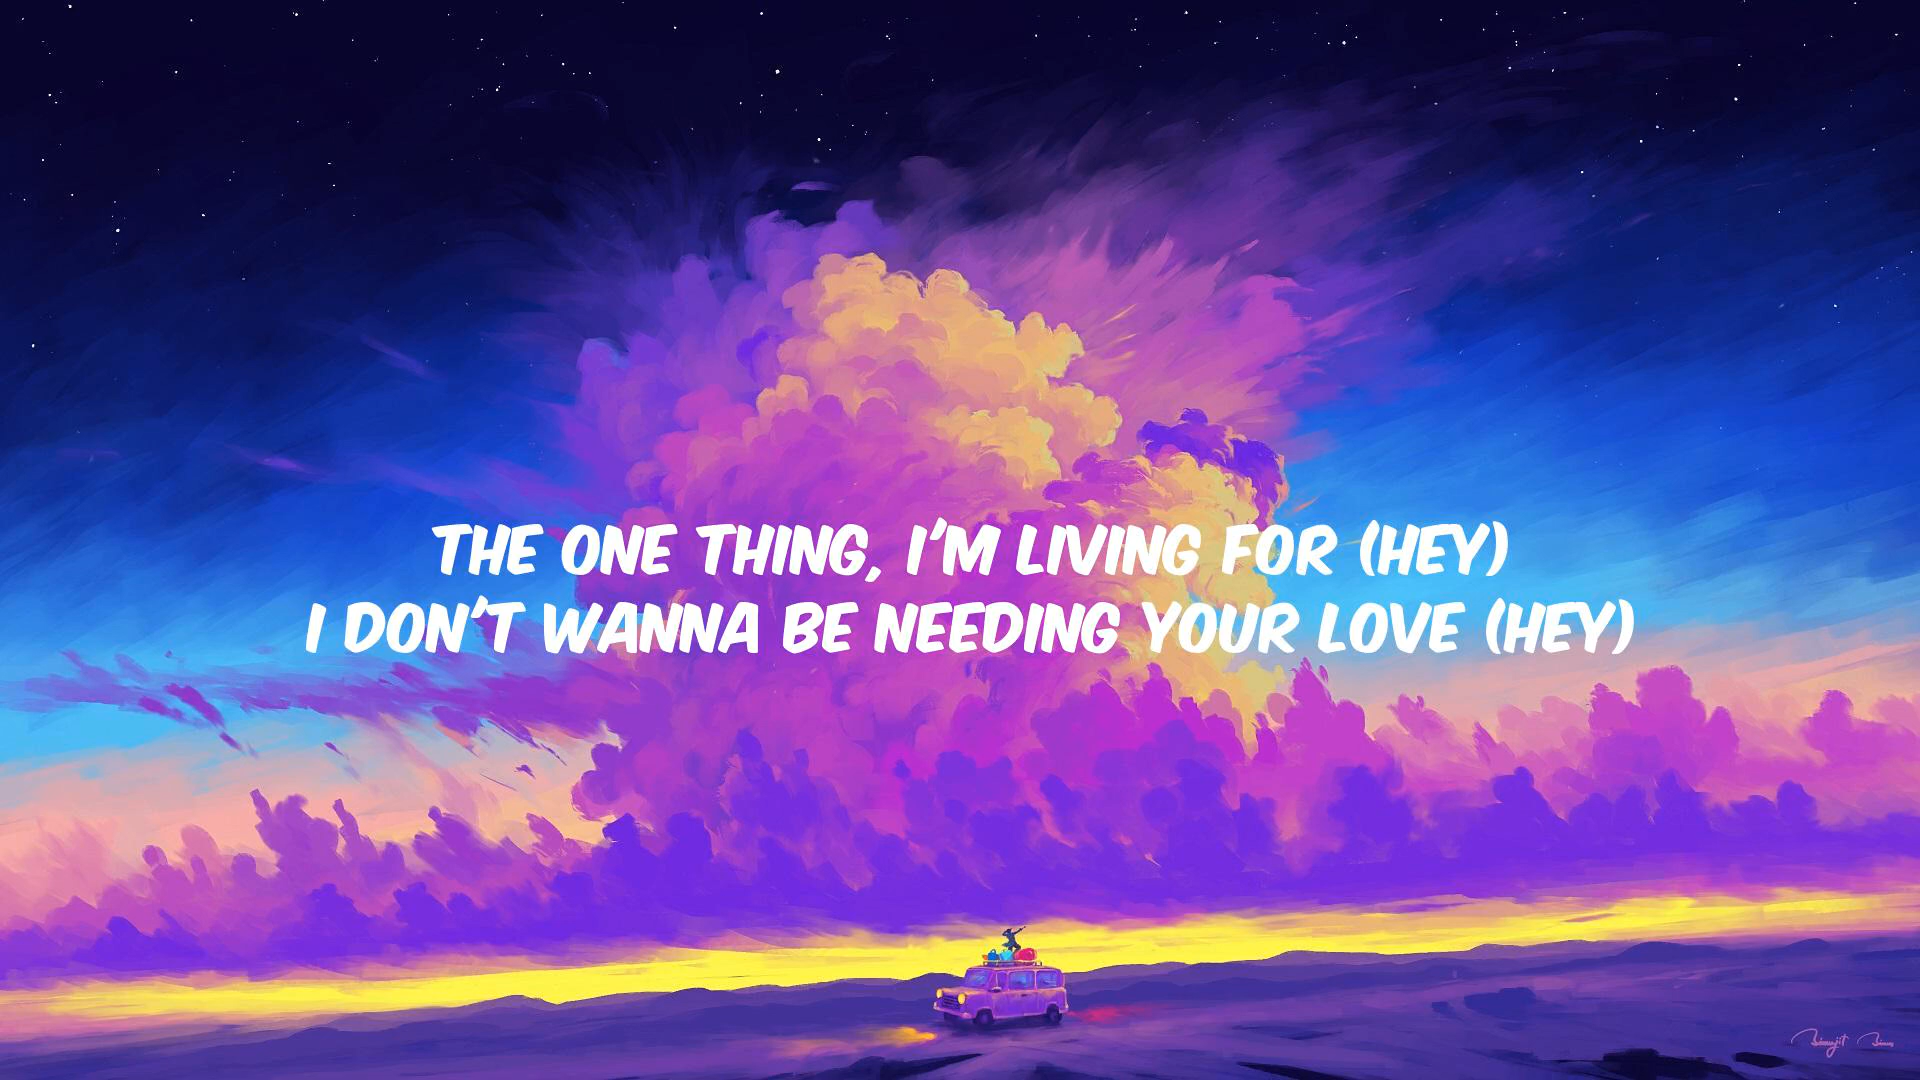 THE ONE THING, I'M LIVING FOR (HEY)
I DON'T WANNA BE NEEDING YOUR LOVE (HEY)